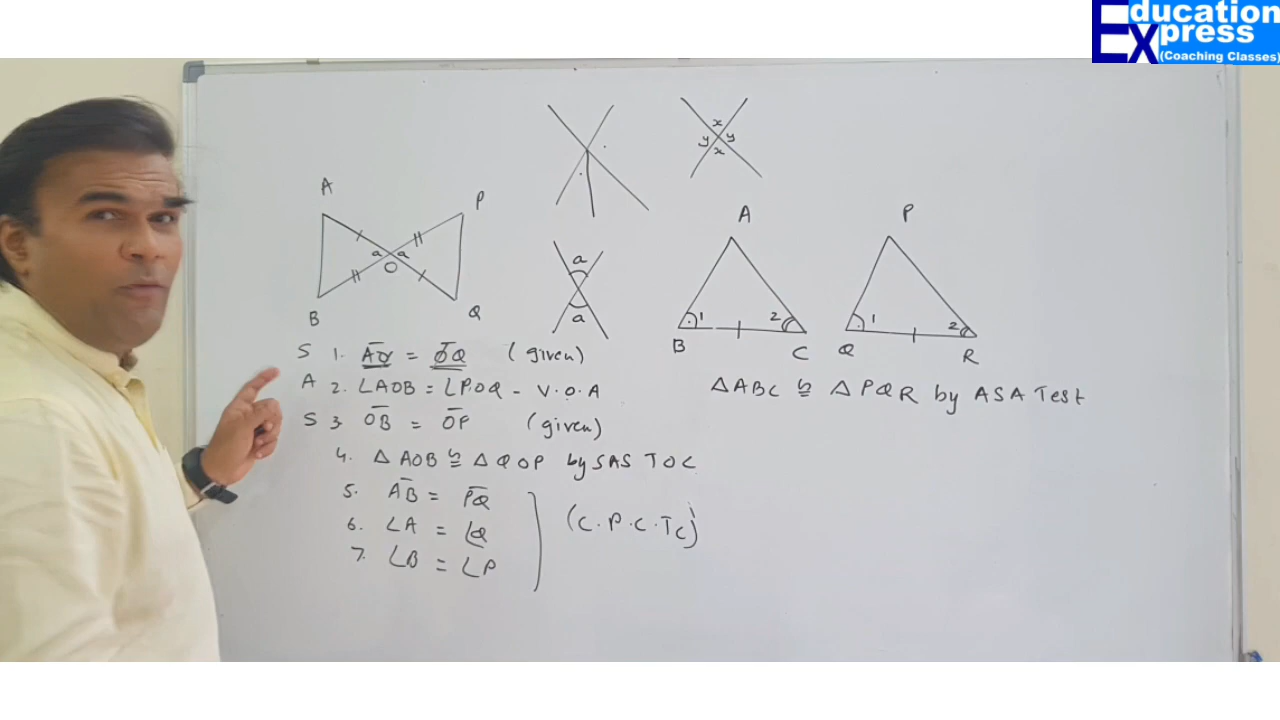 Education
Express
(Coaching Classes)
x
y y
x
A P
a a
O
B Q
a
a
A P
1 2 1 2
B C Q R
S 1. AO = OQ (given)
A 2. ∠AOB = ∠POQ - V.O.A
S 3. OB = OP (given)
4. △ AOB ≅ △ QOP by SAS TOC
5. AB = PQ
6. ∠A = ∠Q
7. ∠B = ∠P
(C.P.C.TC)
△ABC ≅ △PQR by ASA Test